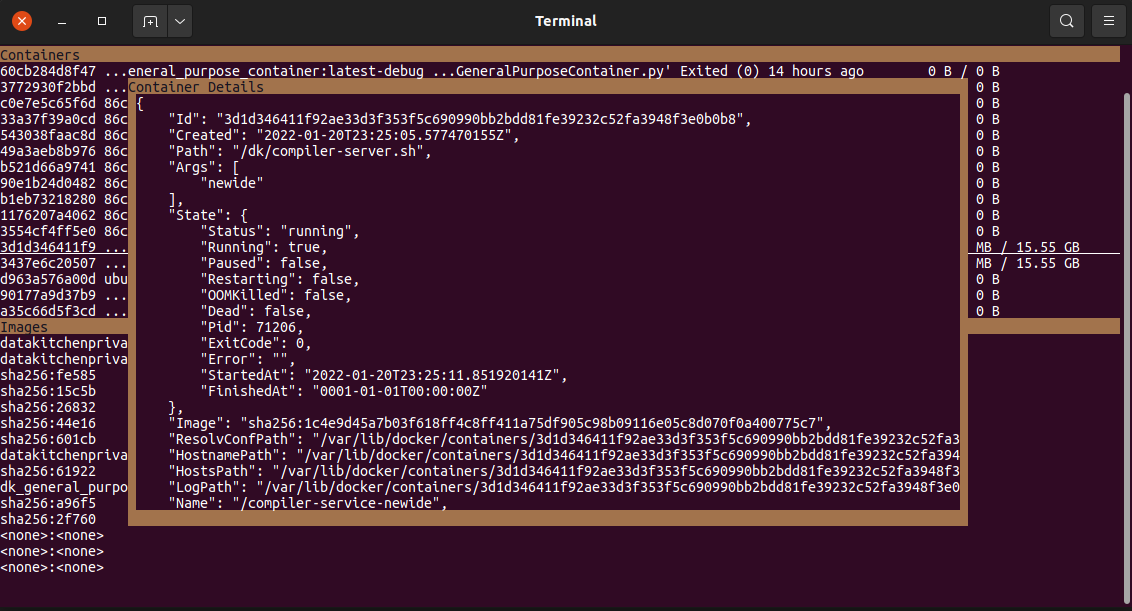 Terminal
Containers
60cb284d8f47 ...eneral_purpose_container:latest-debug ...GeneralPurposeContainer.py' Exited (0) 14 hours ago 0 B / 0 B
3772930f2bbd ...Container Details 0 B
c0e7e5c65f6d 86c{ 0 B
33a37f39a0cd 86c "Id": "3d1d346411f92ae33d3f353f5c690990bb2bdd81fe39232c52fa3948f3e0b0b8", 0 B
543038faac8d 86c "Created": "2022-01-20T23:25:05.577470155Z", 0 B
49a3aeb8b976 86c "Path": "/dk/compiler-server.sh", 0 B
b521d66a9741 86c "Args": [ 0 B
90e1b24d0482 86c "newide" 0 B
b1eb73218280 86c ], 0 B
1176207a4062 86c "State": { 0 B
3554cf4ff5e0 86c "Status": "running", 0 B
3d1d346411f9 ... "Running": true, MB / 15.55 GB
3437e6c20507 ... "Paused": false, MB / 15.55 GB
d963a576a00d ubu "Restarting": false, 0 B
90177a9d37b9 ... "OOMKilled": false, 0 B
a35c66d5f3cd ... "Dead": false, 0 B
Images "Pid": 71206,
datakitchenpriva "ExitCode": 0,
datakitchenpriva "Error": "",
sha256:fe585 "StartedAt": "2022-01-20T23:25:11.851920141Z",
sha256:15c5b "FinishedAt": "0001-01-01T00:00:00Z"
sha256:26832 },
sha256:44e16 "Image": "sha256:1c4e9d45a7b03f618ff4c8ff411a75df905c98b09116e05c8d070f0a400775c7",
sha256:601cb "ResolvConfPath": "/var/lib/docker/containers/3d1d346411f92ae33d3f353f5c690990bb2bdd81fe39232c52fa3
datakitchenpriva "HostnamePath": "/var/lib/docker/containers/3d1d346411f92ae33d3f353f5c690990bb2bdd81fe39232c52fa394
sha256:61922 "HostsPath": "/var/lib/docker/containers/3d1d346411f92ae33d3f353f5c690990bb2bdd81fe39232c52fa3948f3
dk_general_purpo "LogPath": "/var/lib/docker/containers/3d1d346411f92ae33d3f353f5c690990bb2bdd81fe39232c52fa3948f3e0
sha256:a96f5 "Name": "/compiler-service-newide",
sha256:2f760
<none>:<none>
<none>:<none>
<none>:<none>